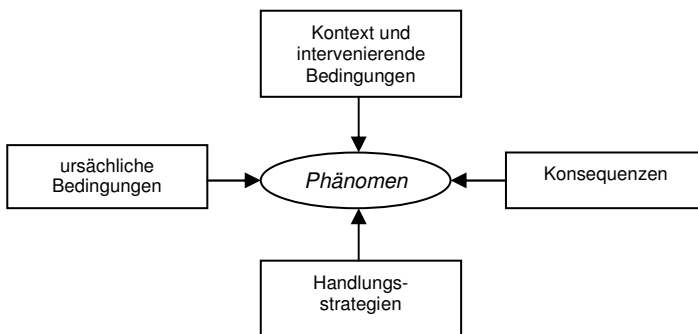 Kontext und
intervenierende
Bedingungen
ursächliche
Bedingungen
Phänomen
Konsequenzen
Handlungs-
strategien